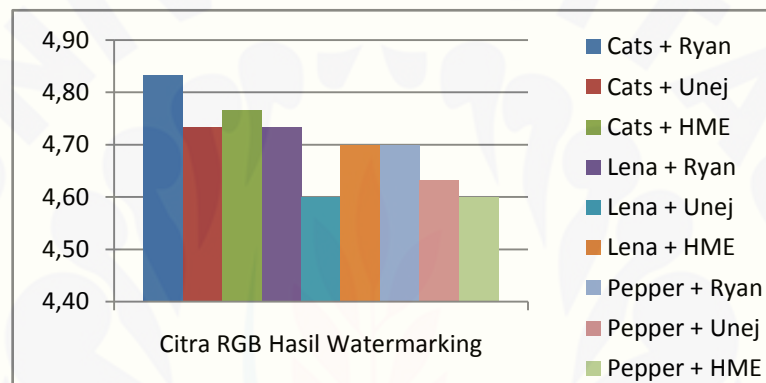 4,90
4,80
4,70
4,60
4,50
4,40
Citra RGB Hasil Watermarking
Cats + Ryan
Cats + Unej
Cats + HME
Lena + Ryan
Lena + Unej
Lena + HME
Pepper + Ryan
Pepper + Unej
Pepper + HME